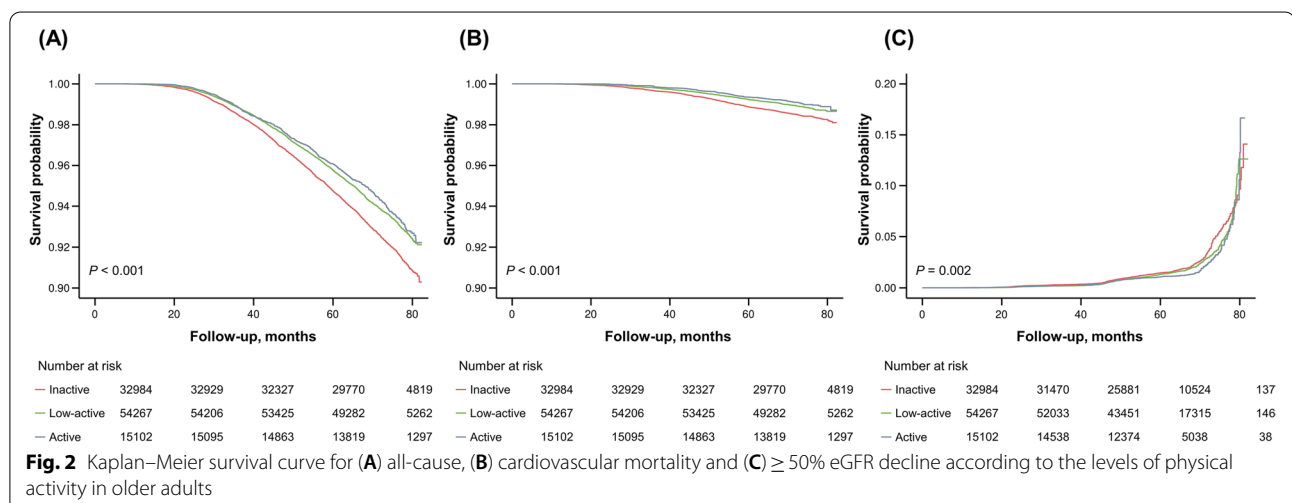 (A)
(B)
(C)
Survival probability
1.00
0.98
0.96
0.94
0.92
0.90
P < 0.001
0 20 40 60 80
Follow-up, months
Survival probability
1.00
0.98
0.96
0.94
0.92
0.90
P < 0.001
0 20 40 60 80
Follow-up, months
Survival probability
0.20
0.15
0.10
0.05
0.00
P = 0.002
0 20 40 60 80
Follow-up, months
Number at risk
Inactive 32984 32929 32327 29770 4819
Low-active 54267 54206 53425 49282 5262
Active 15102 15095 14863 13819 1297
Number at risk
Inactive 32984 32929 32327 29770 4819
Low-active 54267 54206 53425 49282 5262
Active 15102 15095 14863 13819 1297
Number at risk
Inactive 32984 31470 25881 10524 137
Low-active 54267 52033 43451 17315 146
Active 15102 14538 12374 5038 38
Fig. 2 Kaplan–Meier survival curve for (A) all-cause, (B) cardiovascular mortality and (C) ≥ 50% eGFR decline according to the levels of physical
activity in older adults